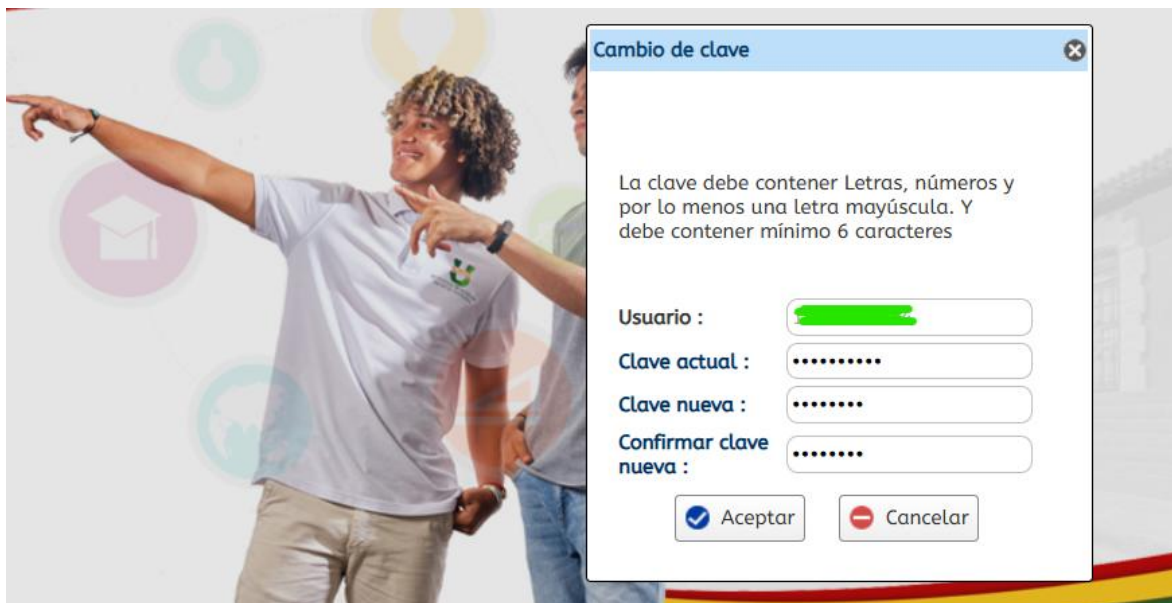 Cambio de clave
La clave debe contener Letras, números y
por lo menos una letra mayúscula. Y
debe contener mínimo 6 caracteres
Usuario :
Clave actual : ••••••••••
Clave nueva : ••••••••
Confirmar clave
nueva : ••••••••
Aceptar Cancelar